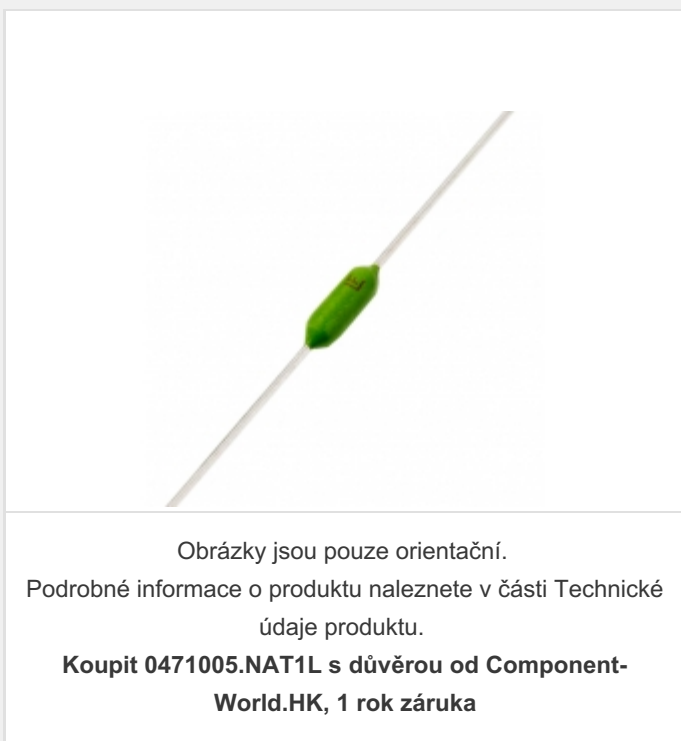 Obrázky jsou pouze orientační.
Podrobné informace o produktu naleznete v části Technické
údaje produktu.
Koupit 0471005.NAT1L s důvěrou od Component-
World.HK, 1 rok záruka